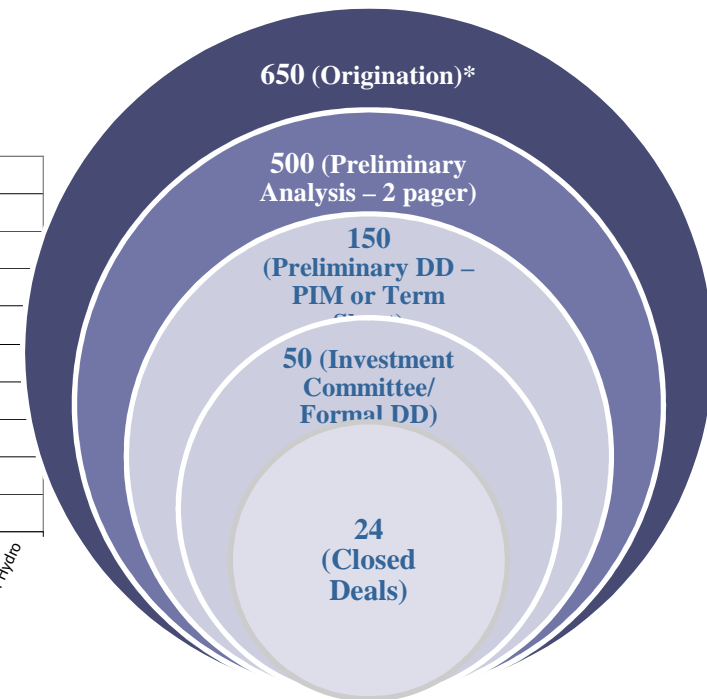 650 (Origination)*
500 (Preliminary
Analysis – 2 pager)
150
(Preliminary DD –
PIM or Term
50 (Investment
Committee/
Formal DD)
24
(Closed
Deals)
Hydro